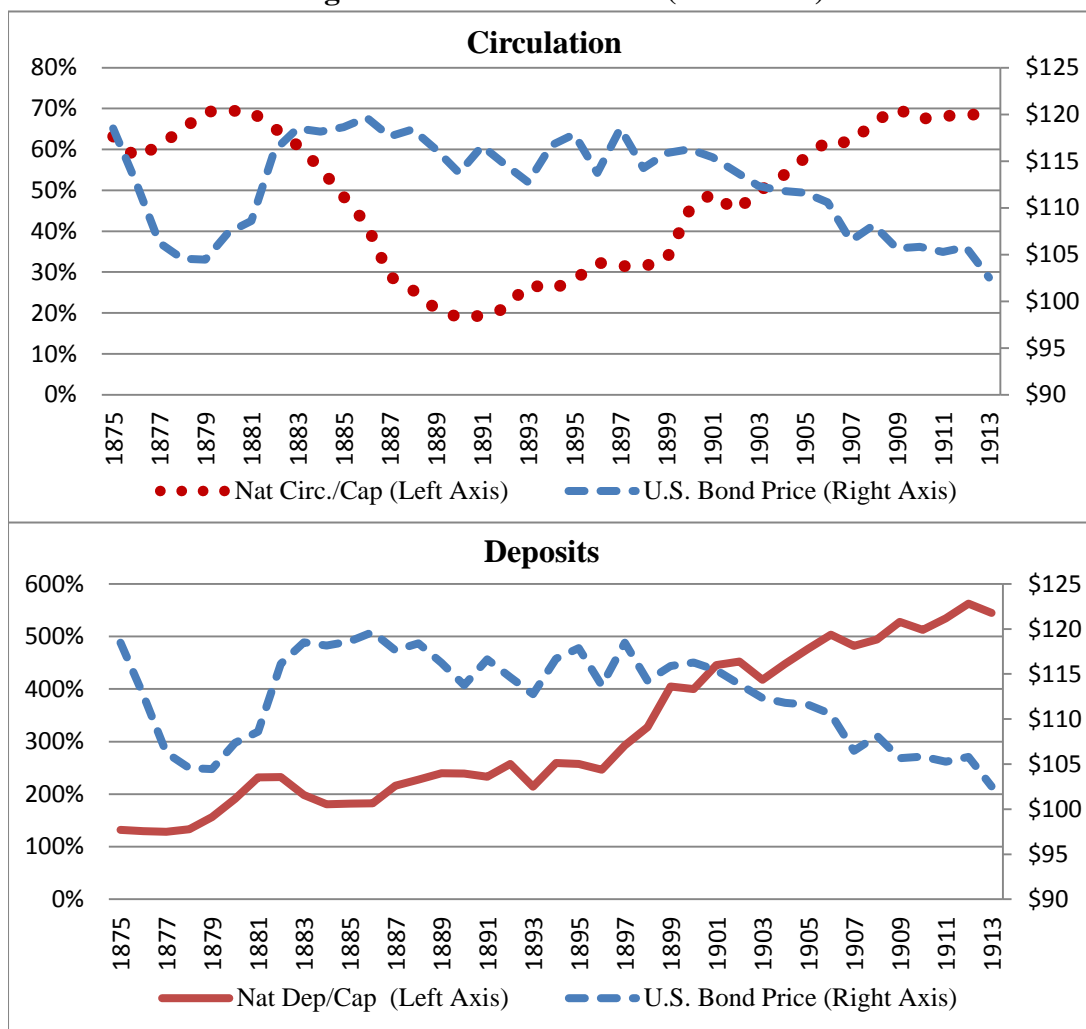 Circulation
80% $125
70% $120
60% $115
50% $110
40% $105
30% $100
20% $95
10% $90
0%
1875 1877 1879 1881 1883 1885 1887 1889 1891 1893 1895 1897 1899 1901 1903 1905 1907 1909 1911 1913
Nat Circ./Cap (Left Axis) U.S. Bond Price (Right Axis)
Deposits
600% $125
500% $120
400% $115
300% $110
200% $105
100% $100
0% $95
$90
1875 1877 1879 1881 1883 1885 1887 1889 1891 1893 1895 1897 1899 1901 1903 1905 1907 1909 1911 1913
Nat Dep/Cap (Left Axis) U.S. Bond Price (Right Axis)